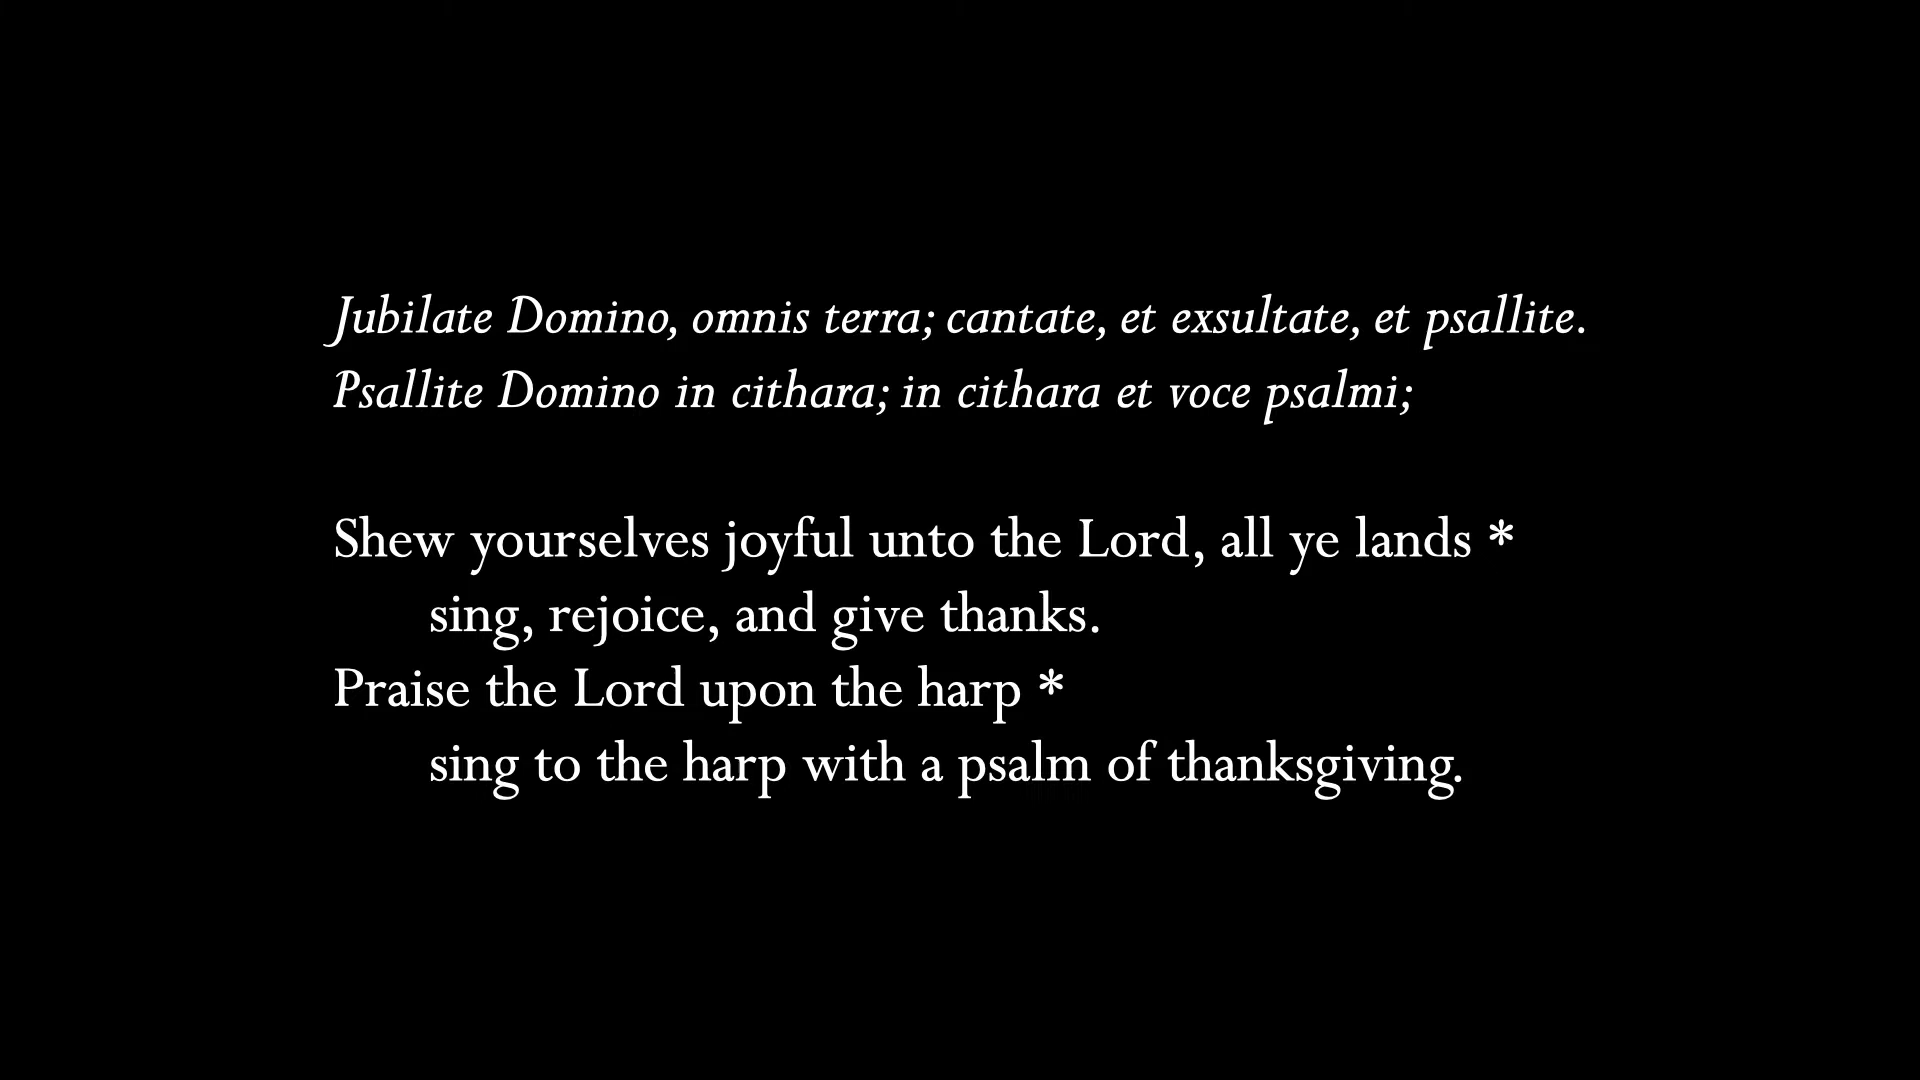 Jubilate Domino, omnis terra; cantate, et exsultate, et psallite.
Psallite Domino in cithara; in cithara et voce psalmi;
Shew yourselves joyful unto the Lord, all ye lands *
sing, rejoice, and give thanks.
Praise the Lord upon the harp *
sing to the harp with a psalm of thanksgiving.